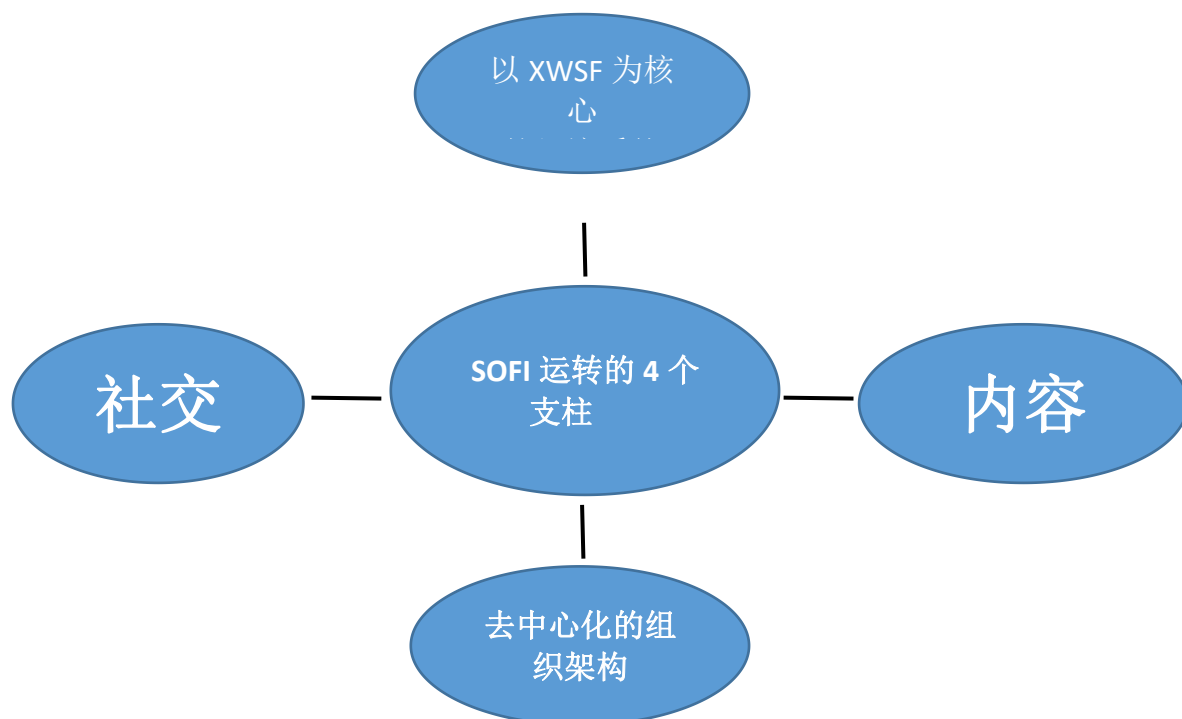 以 XWSF 为核
心
社交
SOFI 运转的 4 个
支柱
内容
去中心化的组
织架构